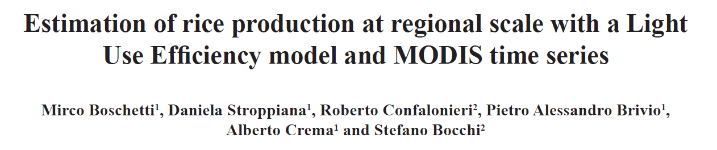 Estimation of rice production at regional scale with a Light
Use Efficiency model and MODIS time series
Mirco Boschetti¹, Daniela Stroppiana¹, Roberto Confalonieri², Pietro Alessandro Brivio¹,
Alberto Crema¹ and Stefano Bocchi²